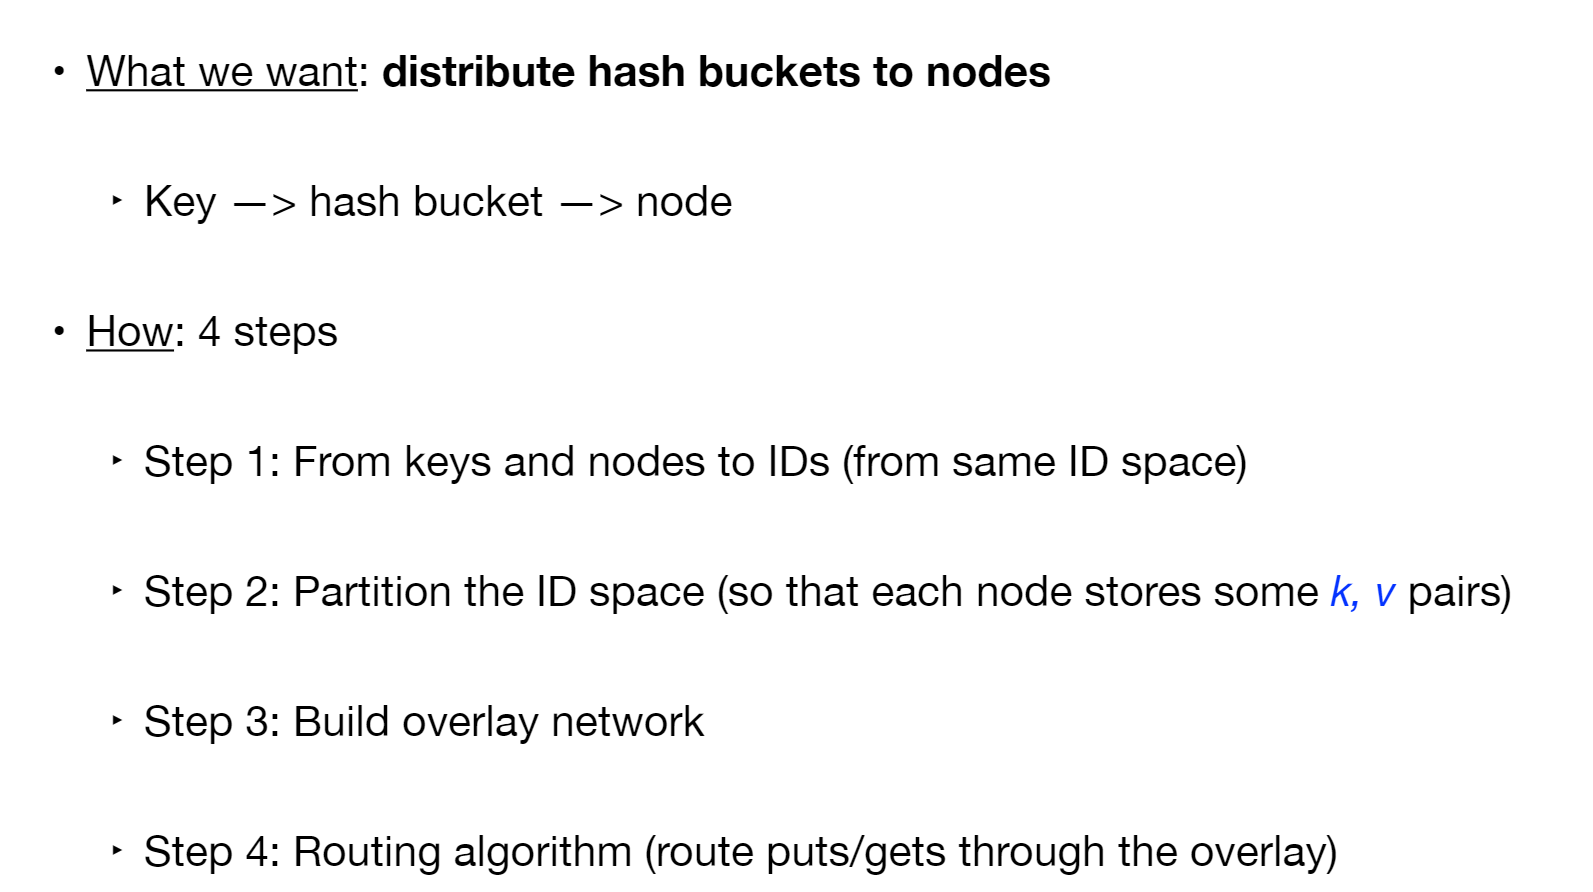 • What we want: distribute hash buckets to nodes
‣ Key —> hash bucket —> node
• How: 4 steps
‣ Step 1: From keys and nodes to IDs (from same ID space)
‣ Step 2: Partition the ID space (so that each node stores some k, v pairs)
‣ Step 3: Build overlay network
‣ Step 4: Routing algorithm (route puts/gets through the overlay)